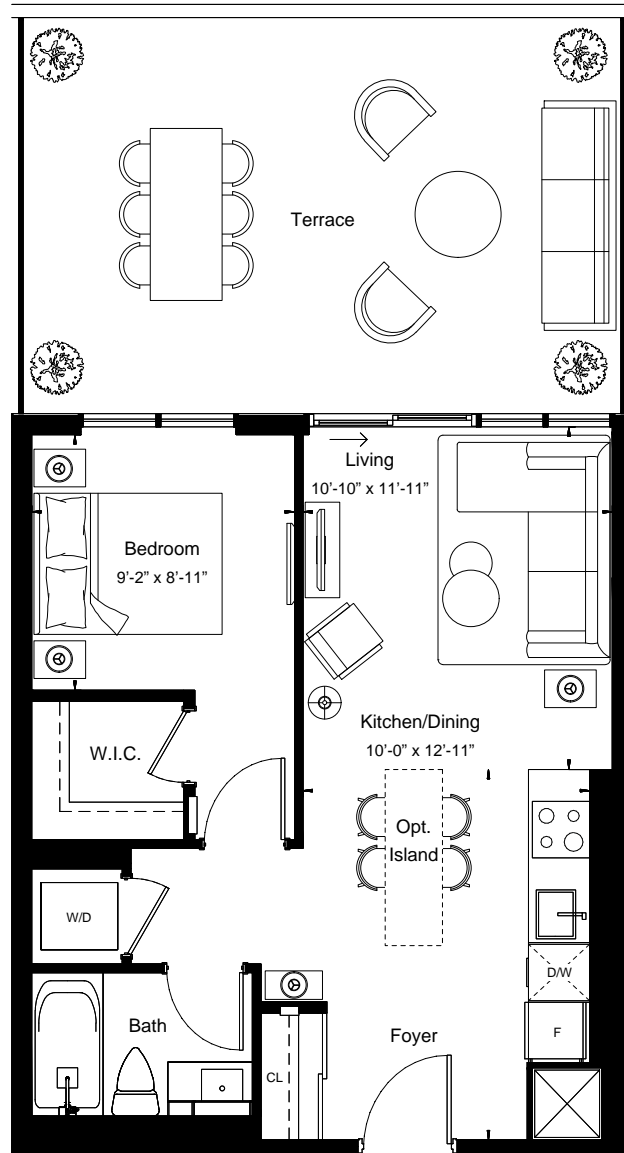 Terrace
Living
10’-10” x 11’-11”
Bedroom
9’-2” x 8’-11”
Kitchen/Dining
10’-0” x 12’-11”
W.I.C.
Opt.
Island
W/D
D/W
Bath
Foyer
F
CL